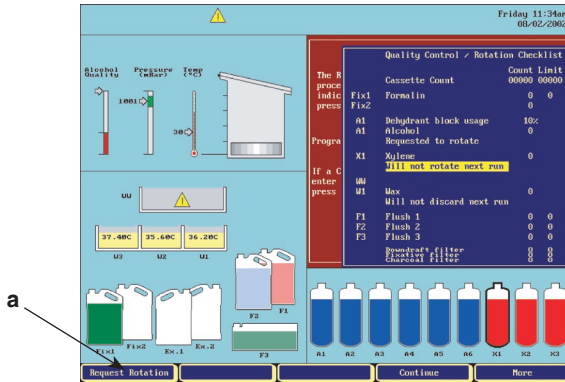 Friday 11:34am
08/02/2002
Alcohol
Quality
Pressure
(mBar)
Temp
(°C)
1001
30
The R
proce
indic
press
Progra
If a C
enter
press
Quality Control / Rotation Checklist
Count Limit
Cassette Count 00000 00000
Fix1 Formalin 0 0
Fix2 0
A1 Dehydrant block usage 10%
A1 Alcohol 0
Requested to rotate
X1 Xylene 0
Will not rotate next run
WW
W1 Wax 0
Will not discard next run
F1 Flush 1 0 0
F2 Flush 2 0 0
F3 Flush 3 0 0
Downdraft filter 0 0
Fixative filter 0 0
Charcoal filter 0 0
WW
37.40C 35.60C 36.20C
W3 W2 W1
a
Fix1 Fix2 Ex.1 Ex.2
F2 F1
F3
A1 A2 A3 A4 A5 A6 X1 X2 X3
Request Rotation Continue More